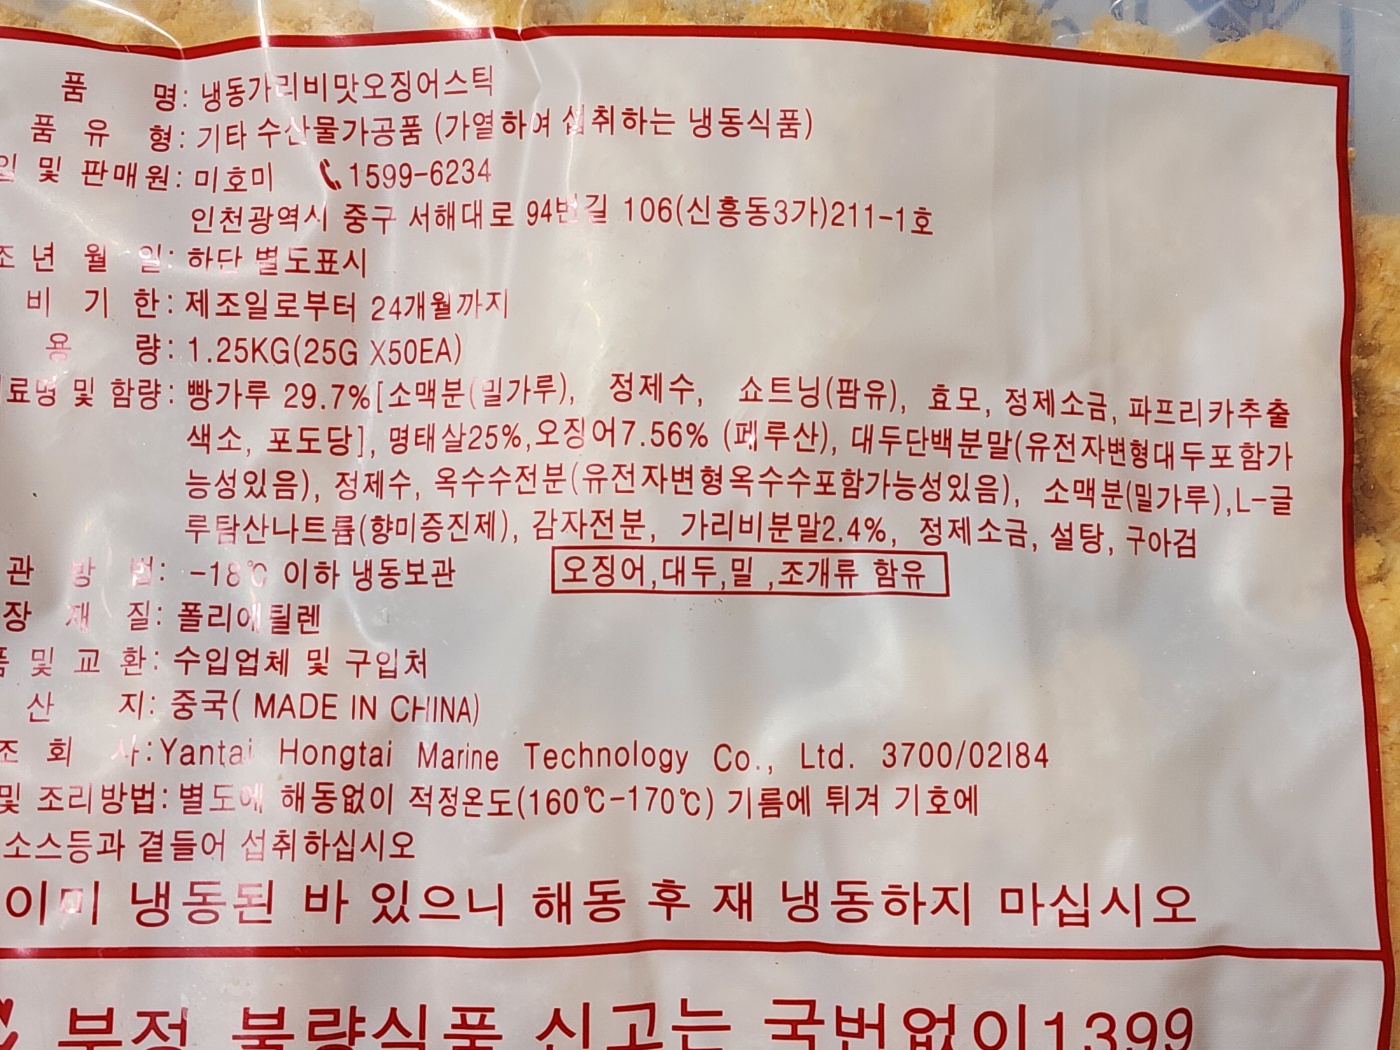 품 명: 냉동가리비맛오징어스틱
품 유 형: 기타 수산물가공품 (가열하여 섭취하는 냉동식품)
일 및 판매원: 미호미 1599-6234
인천광역시 중구 서해대로 94번길 106(신흥동3가)211-1호
조 년 월 일: 하단 별도표시
비 기 한: 제조일로부터 24개월까지
용 량: 1.25KG(25G X50EA)
료명 및 함량: 빵가루 29.7%[소맥분(밀가루), 정제수, 쇼트닝(팜유), 효모, 정제소금, 파프리카추출
색소, 포도당], 명태살25%,오징어7.56% (페루산), 대두단백분말(유전자변형대두포함가
능성있음), 정제수, 옥수수전분(유전자변형옥수수포함가능성있음), 소맥분(밀가루),L-글
루탐산나트륨(향미증진제), 감자전분, 가리비분말2.4%, 정제소금, 설탕, 구아검
관 방 법: -18℃ 이하 냉동보관 오징어,대두,밀 ,조개류 함유
장 재 질: 폴리에틸렌
품 및 교 환: 수입업체 및 구입처
산 지: 중국( MADE IN CHINA)
조 회 사:Yantai Hongtai Marine Technology Co., Ltd. 3700/02184
및 조리방법: 별도에 해동없이 적정온도(160℃-170℃) 기름에 튀겨 기호에
소스등과 곁들어 섭취하십시오
이미 냉동된 바 있으니 해동 후 재 냉동하지 마십시오
부정 불량식품 신고는 국번없이1399